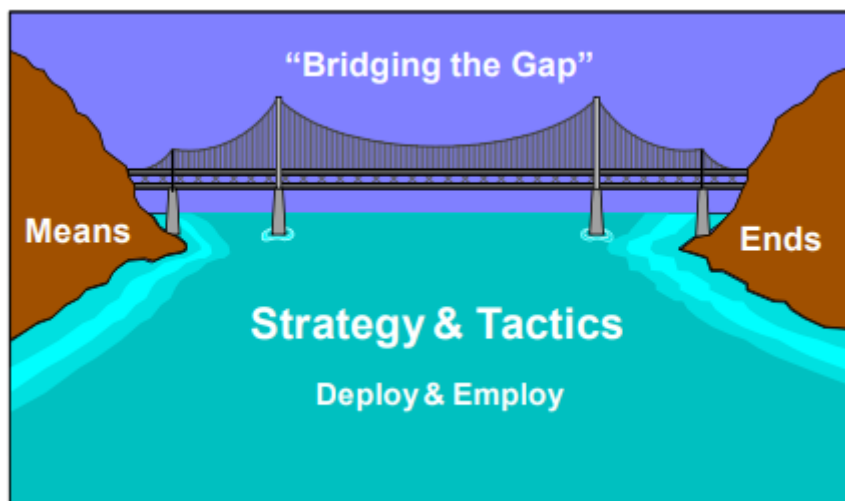 “Bridging the Gap”
Means
Ends
Strategy & Tactics
Deploy & Employ